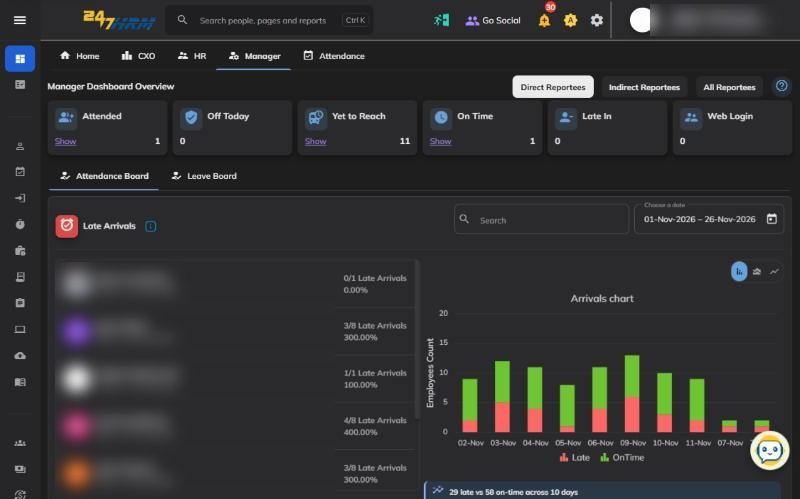 247HRM
Search people, pages and reports Ctrl K
Go Social 30 A
Home CXO HR Manager Attendance
Manager Dashboard Overview
Direct Reportees Indirect Reportees All Reportees
Attended Show 1
Off Today 0
Yet to Reach Show 11
On Time Show 1
Late In 0
Web Login 0
Attendance Board Leave Board
Late Arrivals
Search
Choose a date
01-Nov-2026 – 26-Nov-2026
0/1 Late Arrivals
0.00%
3/8 Late Arrivals
300.00%
1/1 Late Arrivals
100.00%
4/8 Late Arrivals
400.00%
3/8 Late Arrivals
300.00%
Arrivals chart
Employees Count
20
15
10
5
0
02-Nov 03-Nov 04-Nov 05-Nov 06-Nov 09-Nov 10-Nov 11-Nov 07-Nov
Late OnTime
29 late vs 58 on-time across 10 days